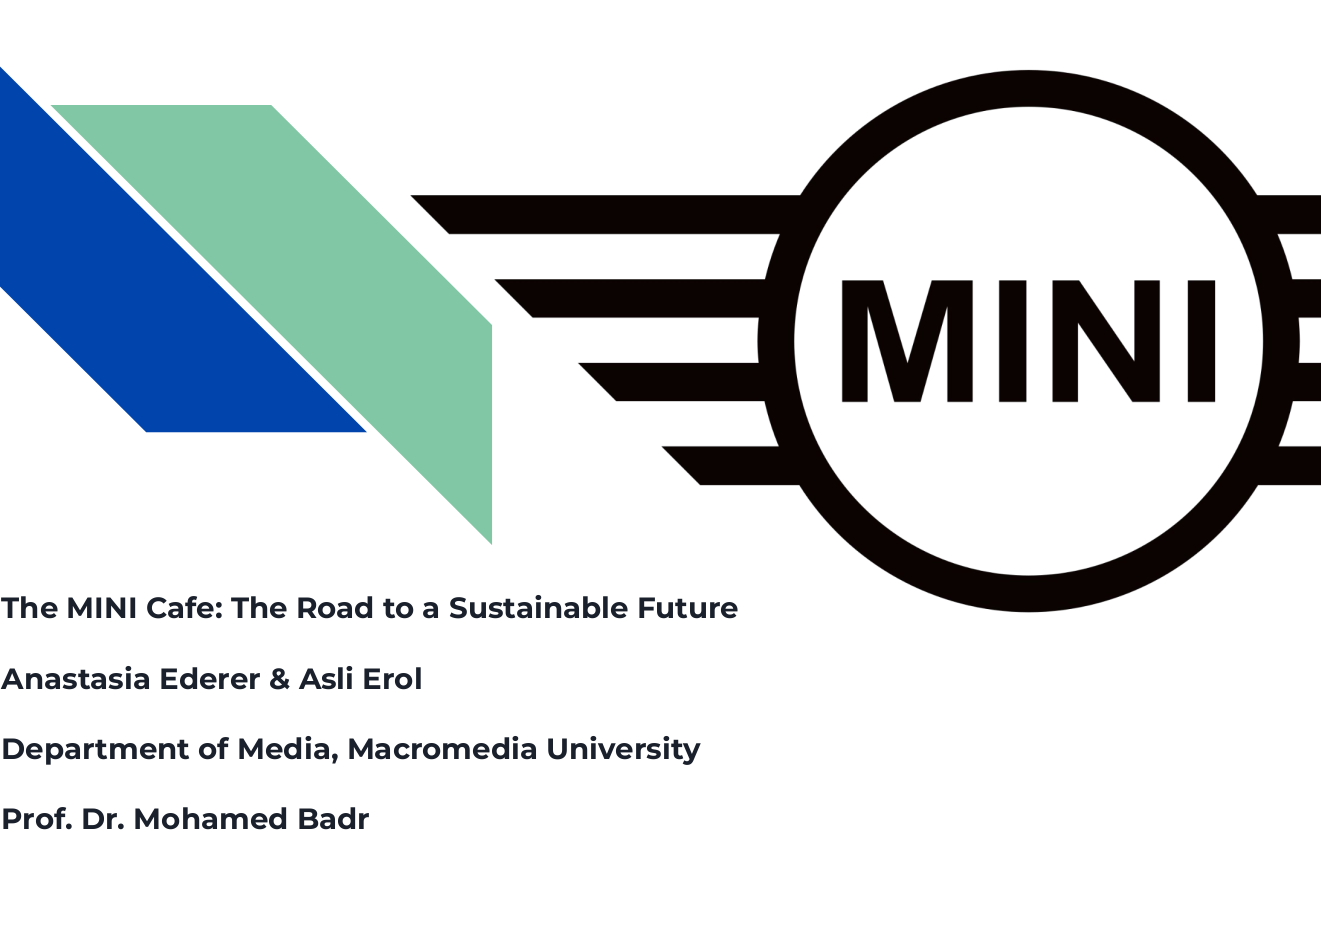 MINI
The MINI Cafe: The Road to a Sustainable Future
Anastasia Ederer & Asli Erol
Department of Media, Macromedia University
Prof. Dr. Mohamed Badr